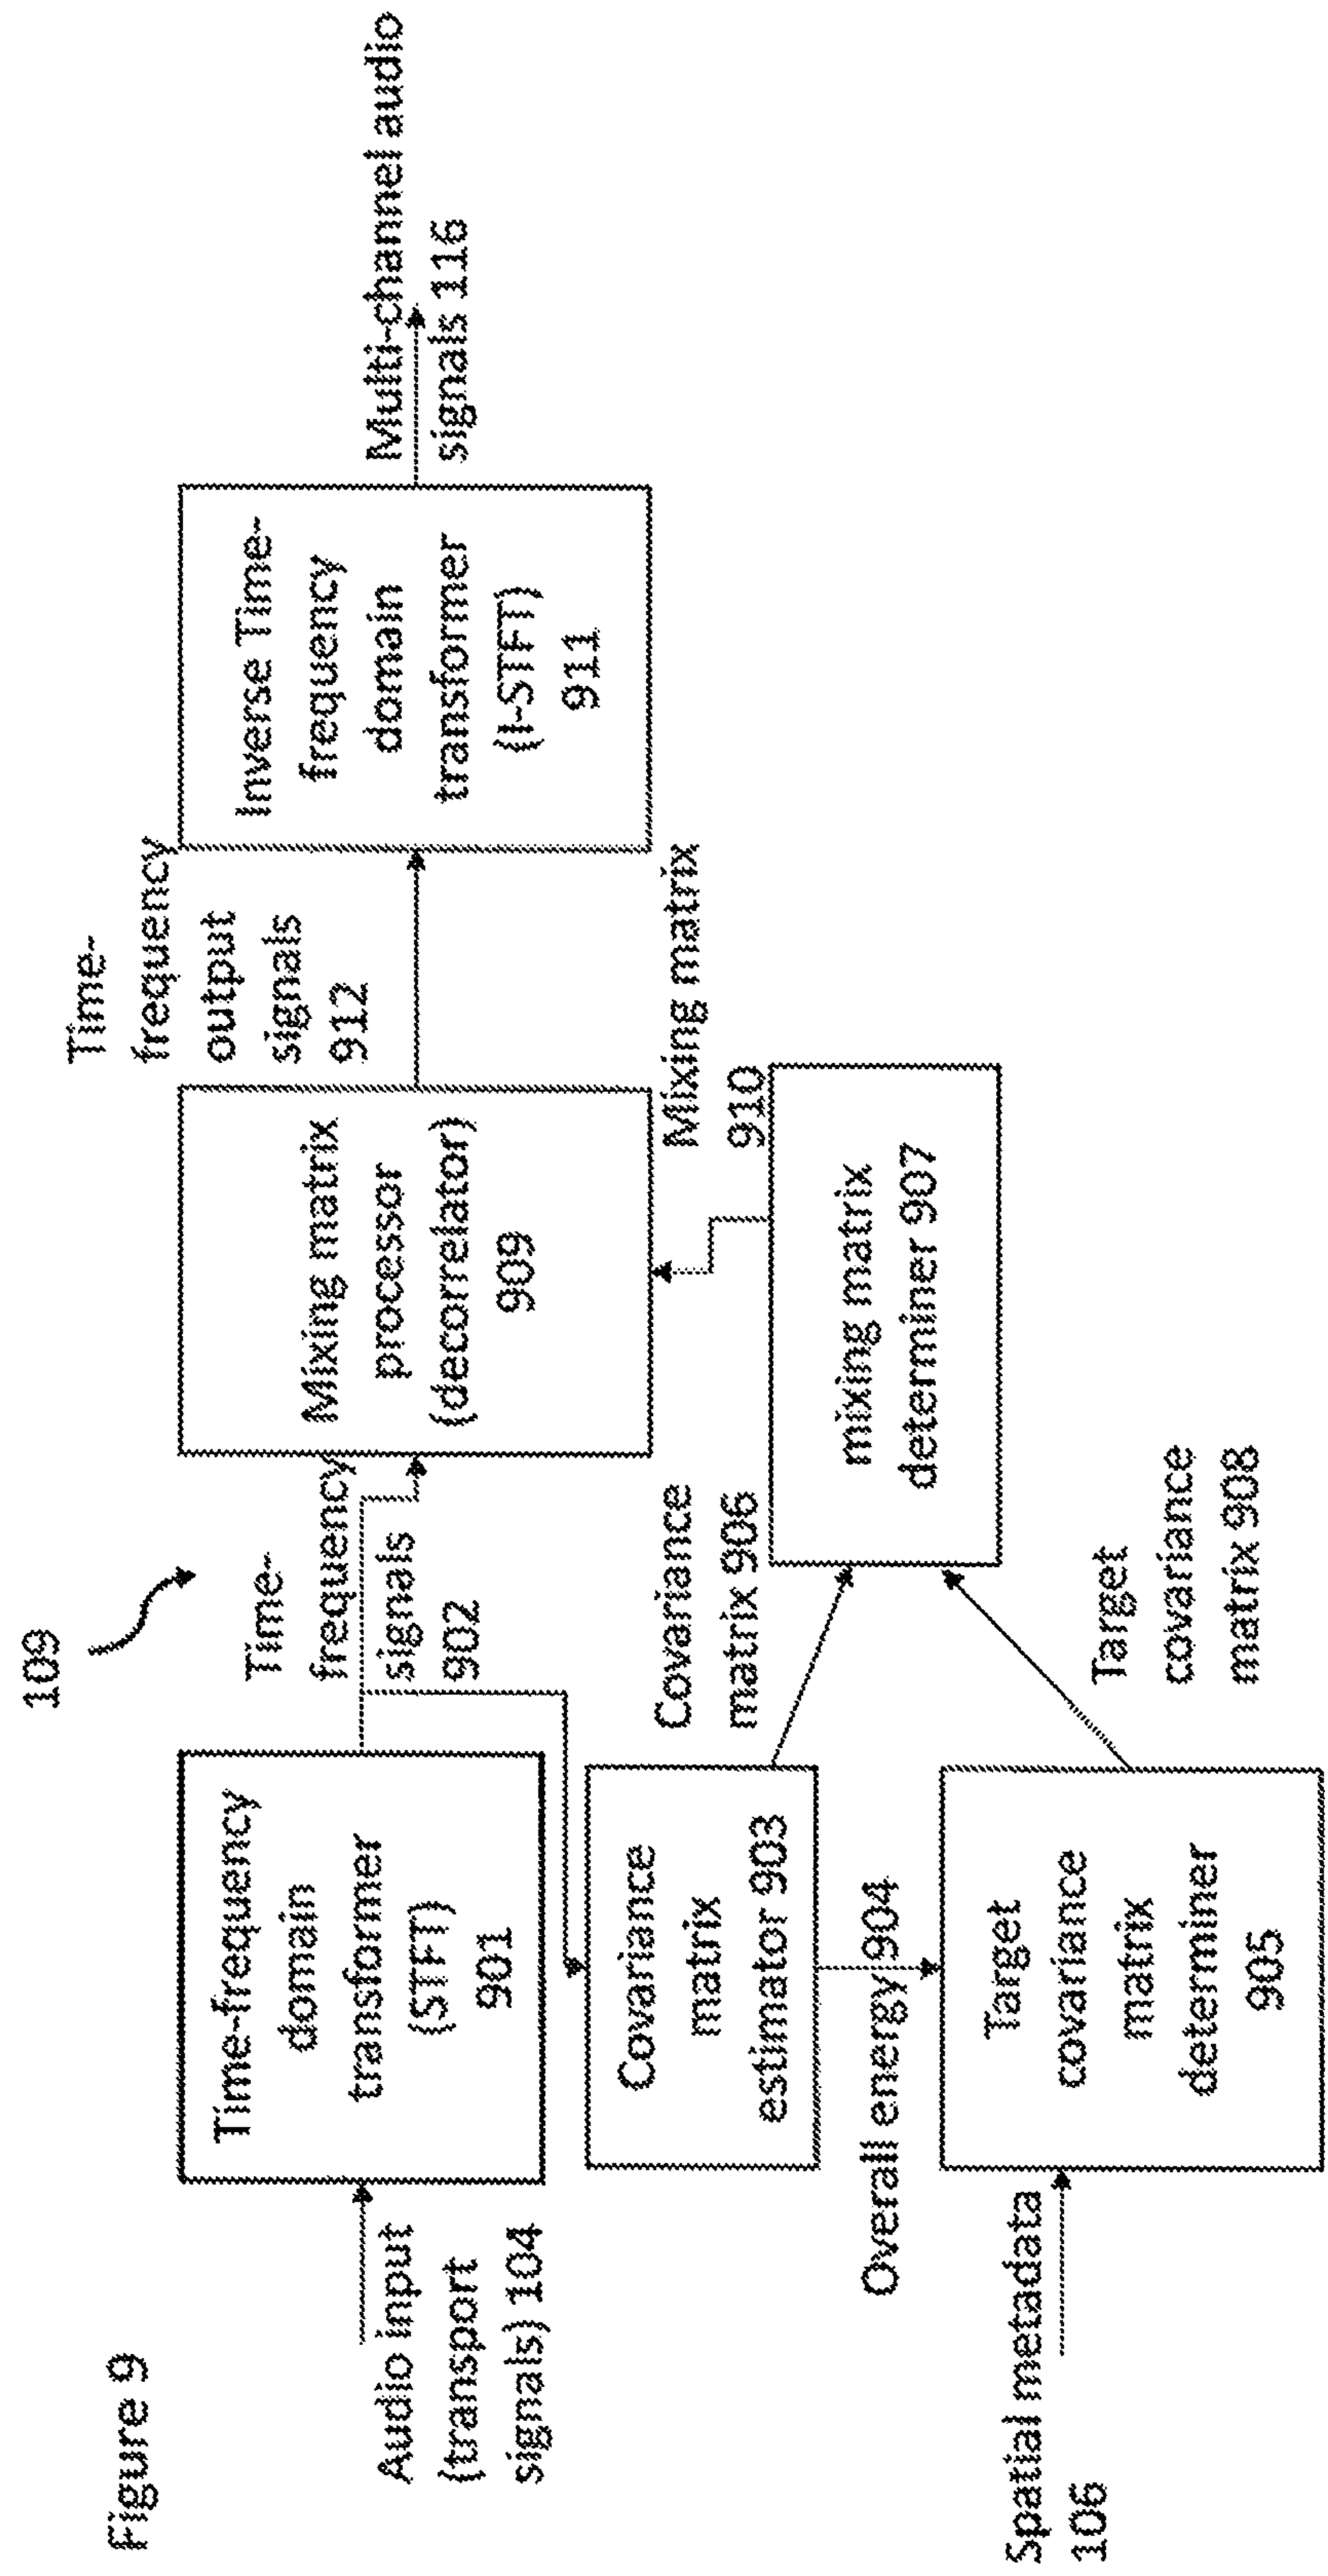 Figure 9
109
Audio input
(transport
signals) 104
Time-frequency
domain
transformer
(STFT)
901
Time-
frequency
signals
902
Mixing matrix
processor
(decorrelator)
909
Time-
frequency
output
signals
912
Inverse Time-
frequency
domain
transformer
(I-STFT)
911
Multi-channel audio
signals 116
Covariance
matrix
estimator 903
Covariance
matrix 906
mixing matrix
determiner 907
Mixing matrix
910
Overall energy 904
Spatial metadata
106
Target
covariance
matrix
determiner
905
Target
covariance
matrix 908